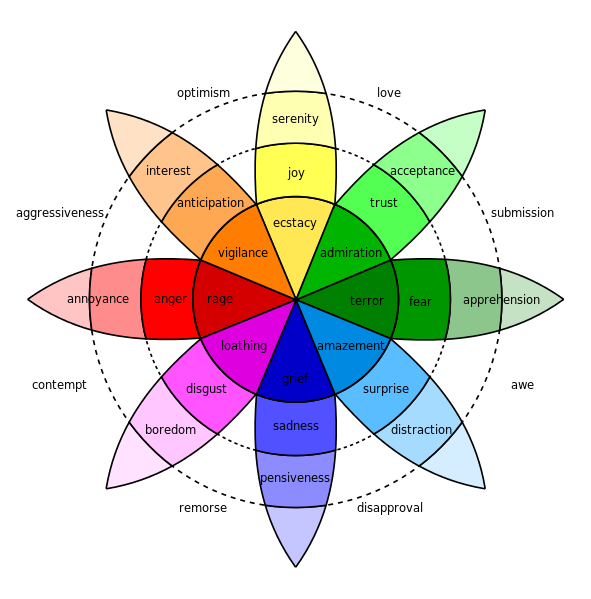 optimism
love
serenity
interest
joy
acceptance
anticipation
trust
aggressiveness
submission
ecstacy
vigilance
admiration
annoyance
anger
rage
terror
fear
apprehension
loathing
amazement
contempt
disgust
grief
surprise
awe
boredom
sadness
distraction
pensiveness
remorse
disapproval